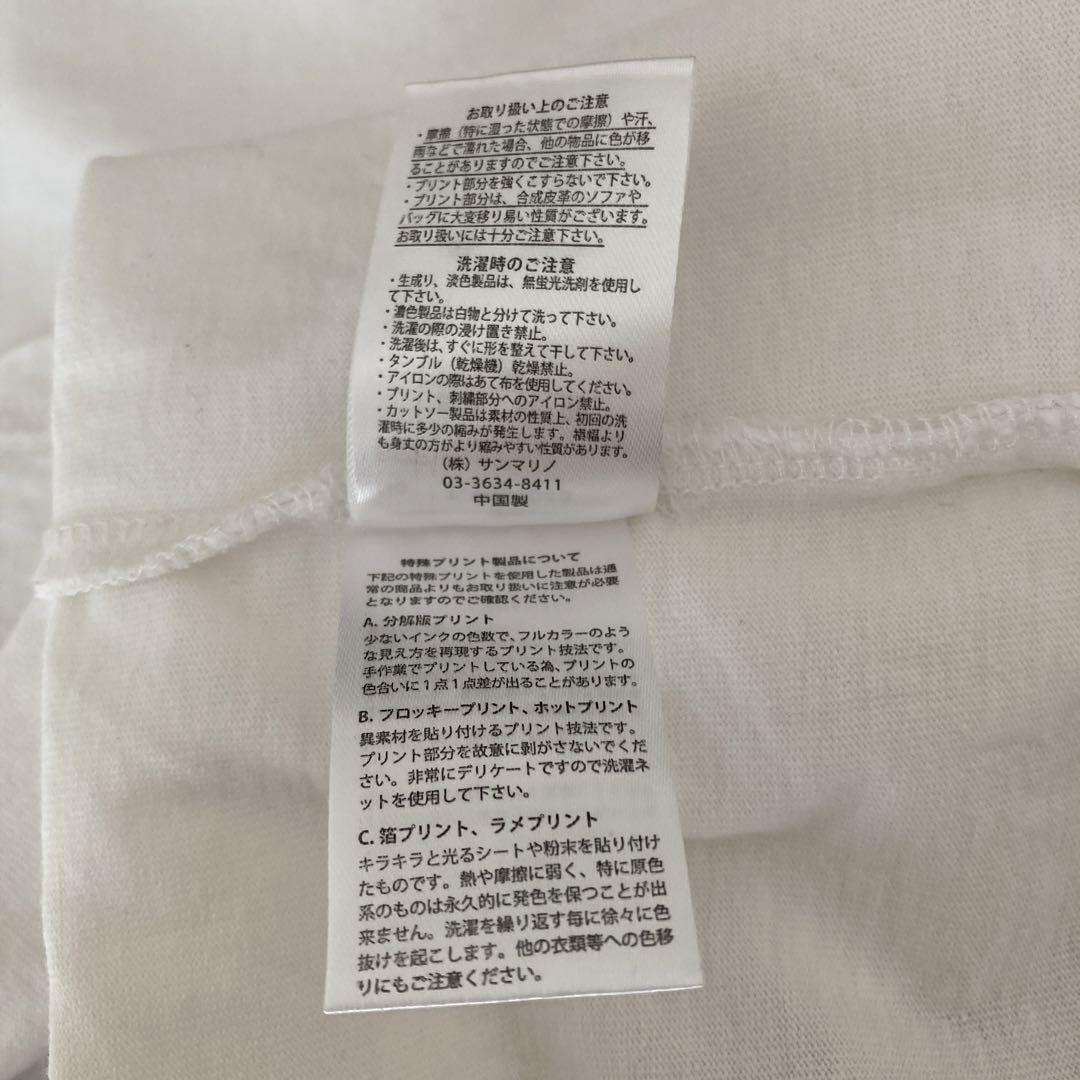 お取り扱い上のご注意
・摩擦（特に湿った状態での摩擦）や汗、
雨などで濡れた場合、他の物品に色が移
ることがありますのでご注意下さい。
・プリント部分を強くこすらないで下さい。
・プリント部分は、合成皮革のソファや
バッグに大変移り易い性質がございます。
お取り扱いには十分ご注意下さい。
洗濯時のご注意
・生成り、淡色製品は、無蛍光洗剤を使用し
て下さい。
・濃色製品は白物と分けて洗って下さい。
・洗濯の際の浸け置き禁止。
・洗濯後は、すぐに形を整えて干して下さい。
・タンブル（乾燥機）乾燥禁止。
・アイロンの際はあて布を使用してください。
・プリント、刺繍部分へのアイロン禁止。
・カットソー製品は素材の性質上、初回の洗
濯時に多少の縮みが発生します。横幅より
も身丈の方がより縮みやすい性質があります。
（株）サンマリノ
03-3634-8411
中国製
特殊プリント製品について
下記の特殊プリントを使用した製品は通
常の商品よりもお取り扱いに注意が必要
となりますのでご確認ください。
A. 分解版プリント
少ないインクの色数で、フルカラーのよう
な見え方を再現するプリント技法です。
手作業でプリントしている為、プリントの
色合いに1点1点差が出ることがあります。
B. フロッキープリント、ホットプリント
異素材を貼り付けるプリント技法です。
プリント部分を故意に剥がさないでくだ
さい。非常にデリケートですので洗濯ネ
ットを使用して下さい。
C. 箔プリント、ラメプリント
キラキラと光るシートや粉末を貼り付け
たものです。熱や摩擦に弱く、特に原色
系のものは永久的に発色を保つことが出
来ません。洗濯を繰り返す毎に徐々に色
抜けを起こします。他の衣類等への色移
りにもご注意ください。